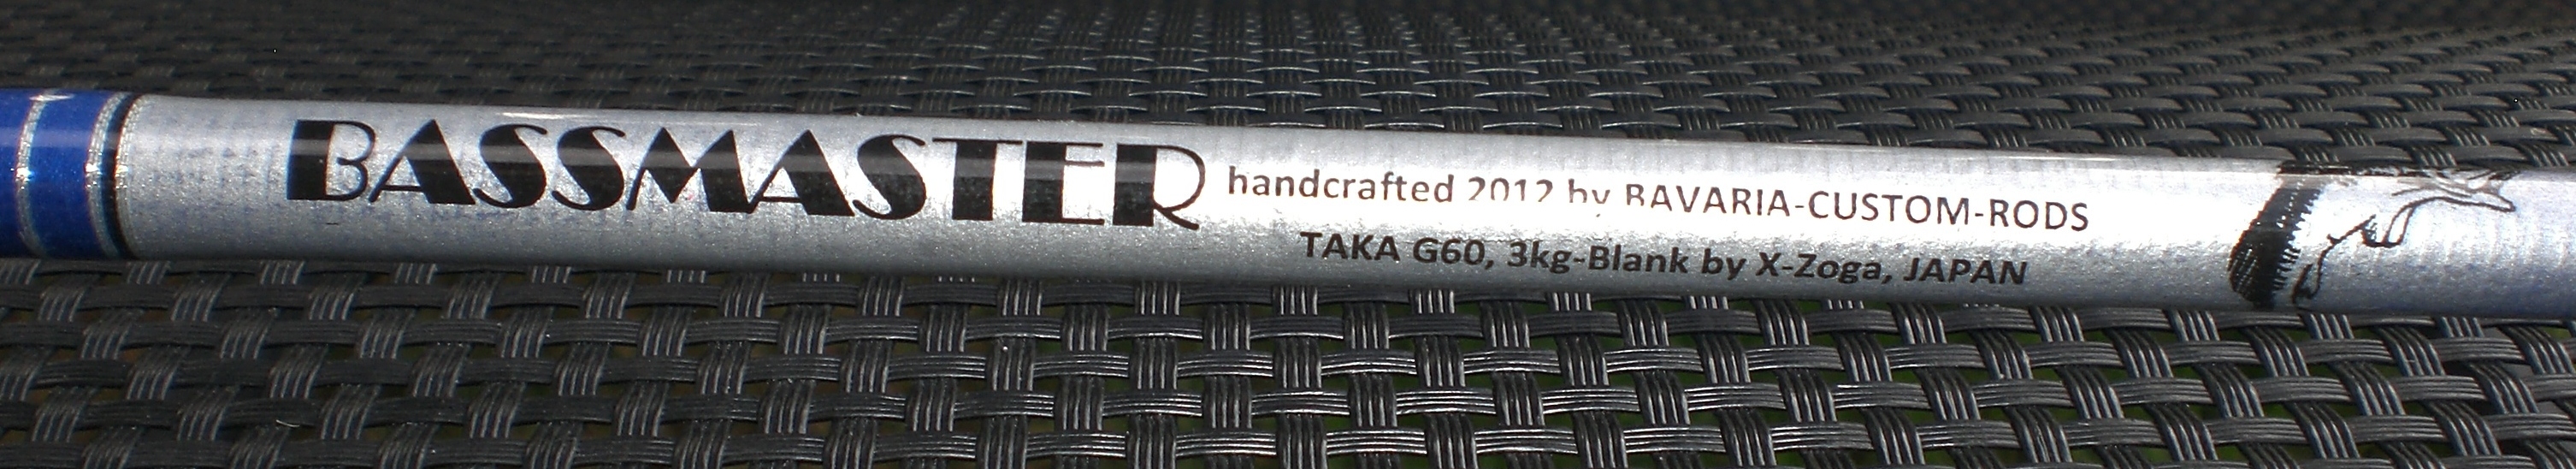 BASSMASTER handcrafted 2012 by BAVARIA-CUSTOM-RODS
TAKA G60, 3kg-Blank by X-Zoga, JAPAN